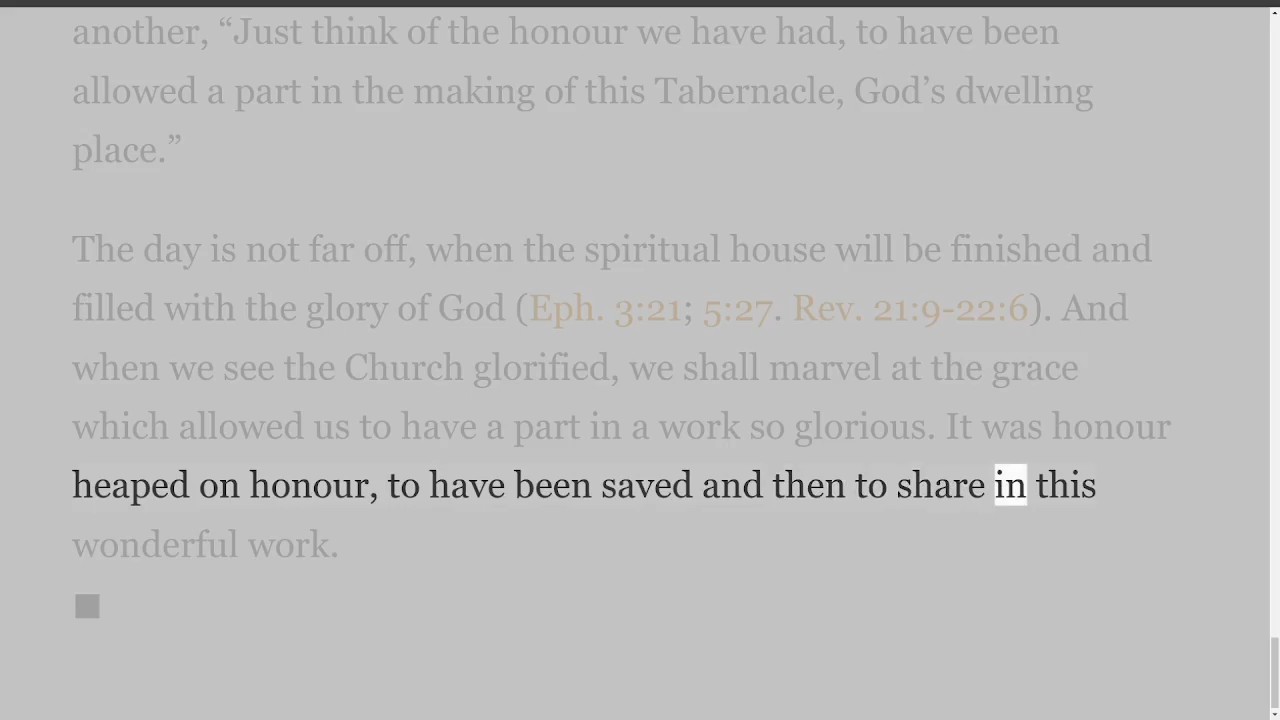 another, “Just think of the honour we have had, to have been
allowed a part in the making of this Tabernacle, God’s dwelling
place.”
The day is not far off, when the spiritual house will be finished and
filled with the glory of God (Eph. 3:21; 5:27. Rev. 21:9-22:6). And
when we see the Church glorified, we shall marvel at the grace
which allowed us to have a part in a work so glorious. It was honour
heaped on honour, to have been saved and then to share in this
wonderful work.